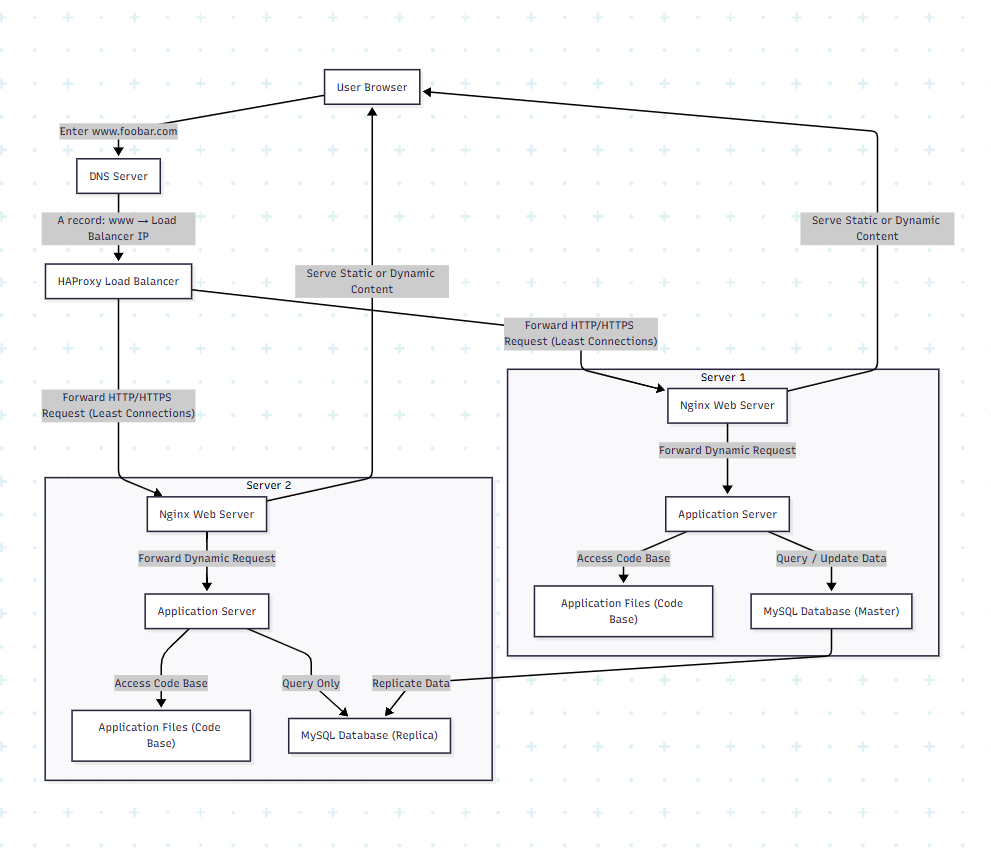 User Browser
Enter www.foobar.com
DNS Server
A record: www → Load
Balancer IP
HAProxy Load Balancer
Serve Static or Dynamic
Content
Serve Static or Dynamic
Content
Forward HTTP/HTTPS
Request (Least Connections)
Forward HTTP/HTTPS
Request (Least Connections)
Server 1
Nginx Web Server
Forward Dynamic Request
Application Server
Access Code Base
Query / Update Data
Application Files (Code
Base)
MySQL Database (Master)
Server 2
Nginx Web Server
Forward Dynamic Request
Application Server
Access Code Base
Query Only
Replicate Data
Application Files (Code
Base)
MySQL Database (Replica)